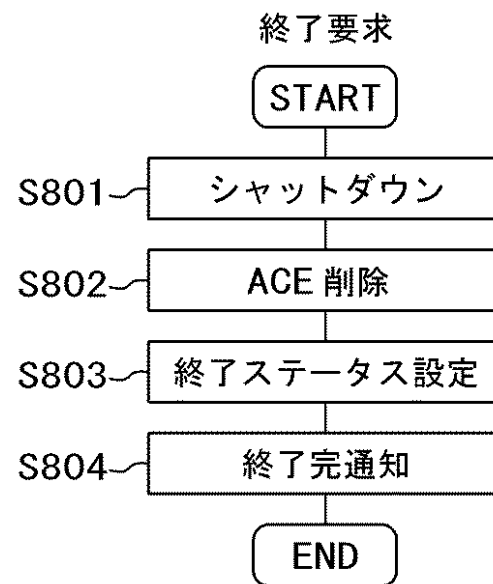 終了要求
START
S801 シャットダウン
S802 ACE 削除
S803 終了ステータス設定
S804 終了完通知
END